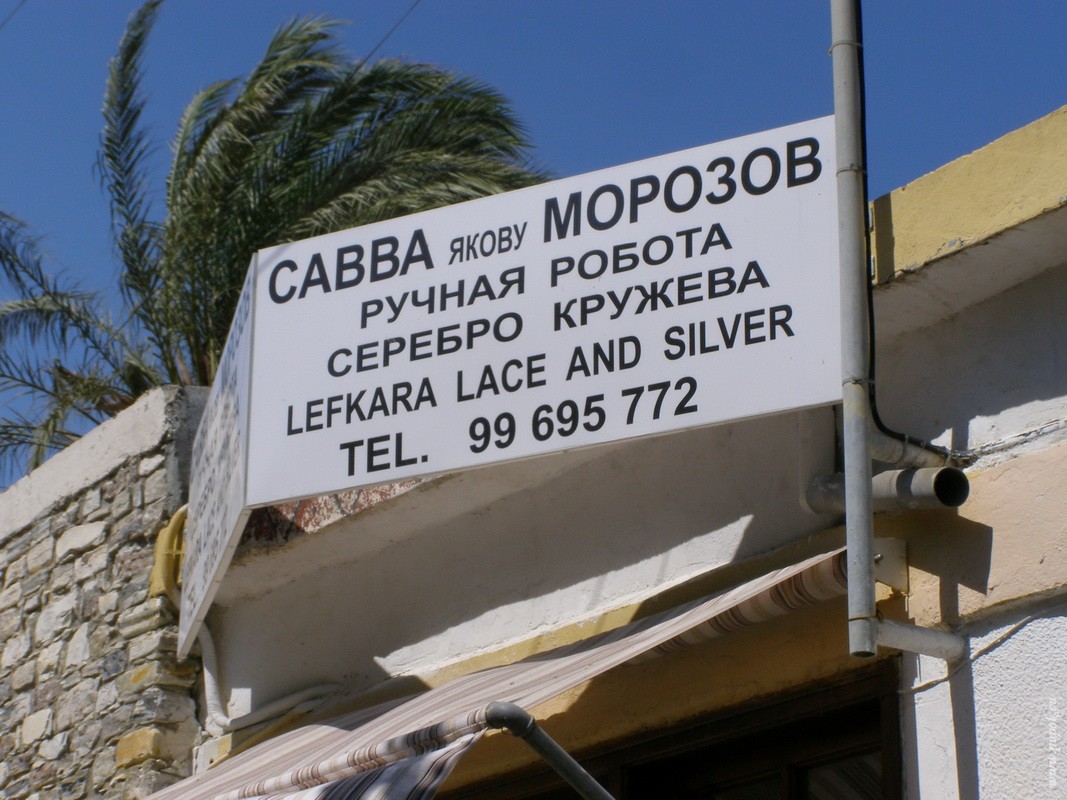 САВВА ЯКОВУ МОРОЗОВ
РУЧНАЯ РОБОТА
СЕРЕБРО КРУЖЕВА
LEFKARA LACE AND SILVER
TEL. 99 695 772